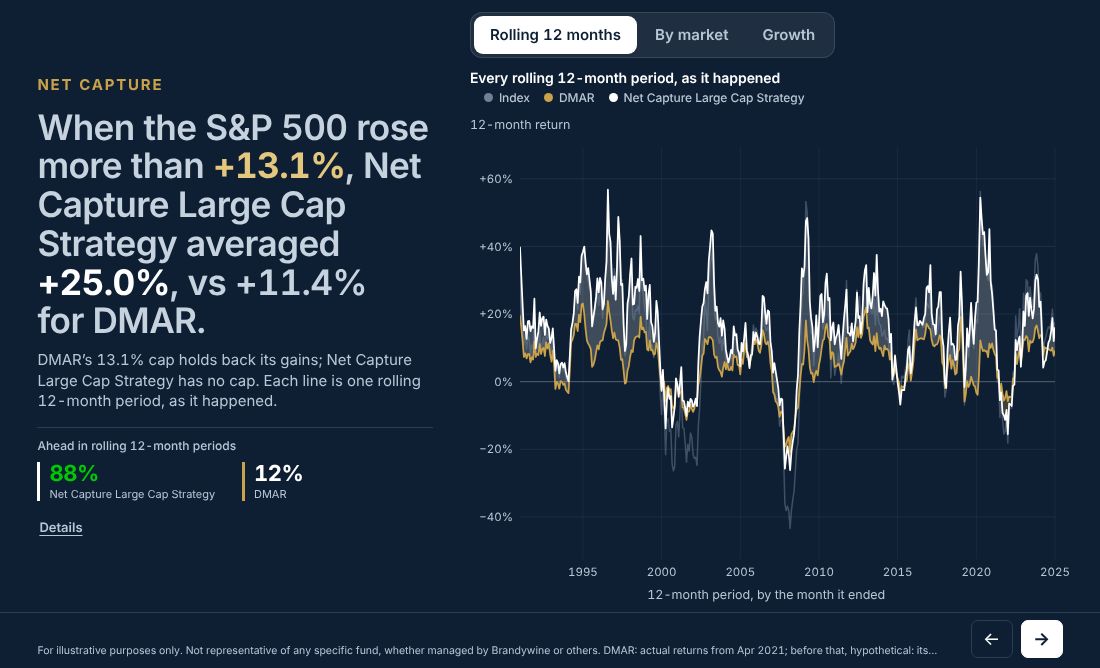 Rolling 12 months
By market
Growth
NET CAPTURE
When the S&P 500 rose
more than +13.1%, Net
Capture Large Cap
Strategy averaged
+25.0%, vs +11.4%
for DMAR.
DMAR's 13.1% cap holds back its gains; Net Capture
Large Cap Strategy has no cap. Each line is one rolling
12-month period, as it happened.
Ahead in rolling 12-month periods
88%
Net Capture Large Cap Strategy
12%
DMAR
Details
Every rolling 12-month period, as it happened
Index
DMAR
Net Capture Large Cap Strategy
12-month return
+60%
+40%
+20%
0%
−20%
−40%
1995
2000
2005
2010
2015
2020
2025
12-month period, by the month it ended
For illustrative purposes only. Not representative of any specific fund, whether managed by Brandywine or others. DMAR: actual returns from Apr 2021; before that, hypothetical: its...